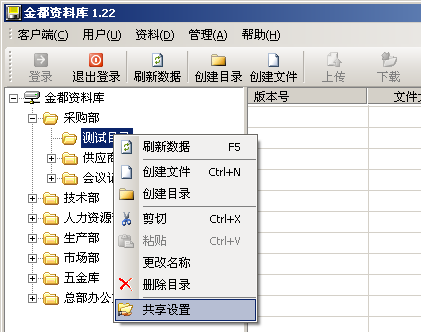 金都资料库 1.22
客户端(C) 用户(U) 资料(D) 管理(A) 帮助(H)
登录 退出登录 刷新数据 创建目录 创建文件 上传 下载
金都资料库
采购部
测试目
供应商
会议
技术部
人力资源
生产部
市场部
五金库
总部办公
版本号 文件
刷新数据 F5
创建文件 Ctrl+N
创建目录
剪切 Ctrl+X
粘贴 Ctrl+V
更改名称
删除目录
共享设置